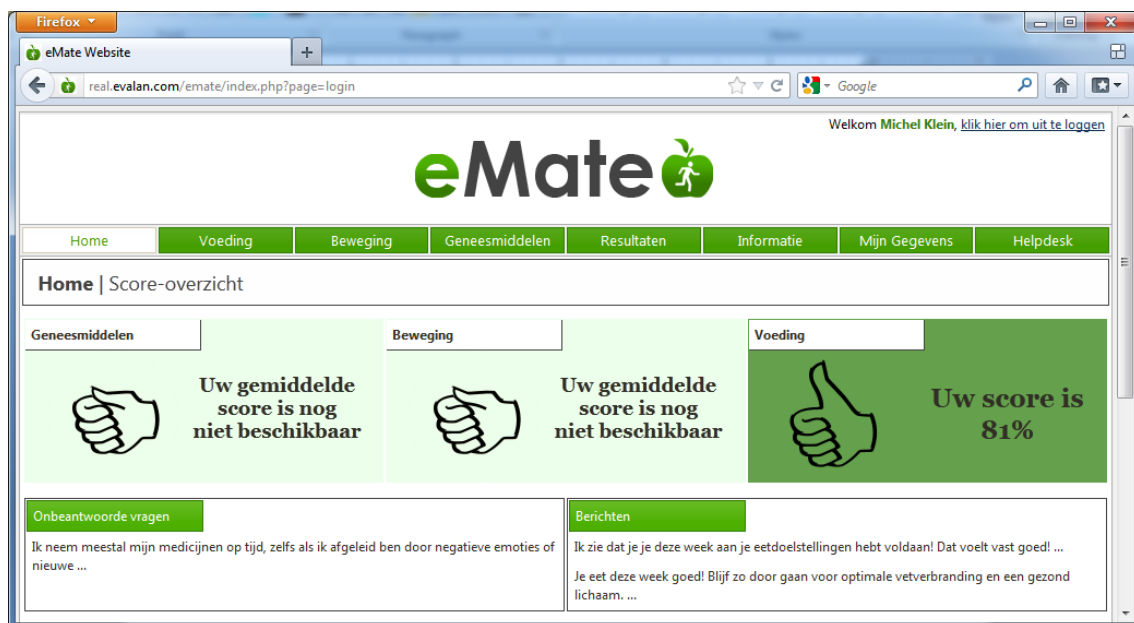 Firefox
eMate Website
real.evalan.com/emate/index.php?page=login
Google
Welkom Michel Klein, klik hier om uit te loggen
eMate
Home Voeding Beweging Geneesmiddelen Resultaten Informatie Mijn Gegevens Helpdesk
Home | Score-overzicht
Geneesmiddelen
Uw gemiddelde
score is nog
niet beschikbaar
Beweging
Uw gemiddelde
score is nog
niet beschikbaar
Voeding
Uw score is
81%
Onbeantwoorde vragen
Ik neem meestal mijn medicijnen op tijd, zelfs als ik afgeleid ben door negatieve emoties of
nieuwe ...
Berichten
Ik zie dat je je deze week aan je eetdoelstellingen hebt voldaan! Dat voelt vast goed! ...
Je eet deze week goed! Blijf zo door gaan voor optimale vetverbranding en een gezond
lichaam. ...